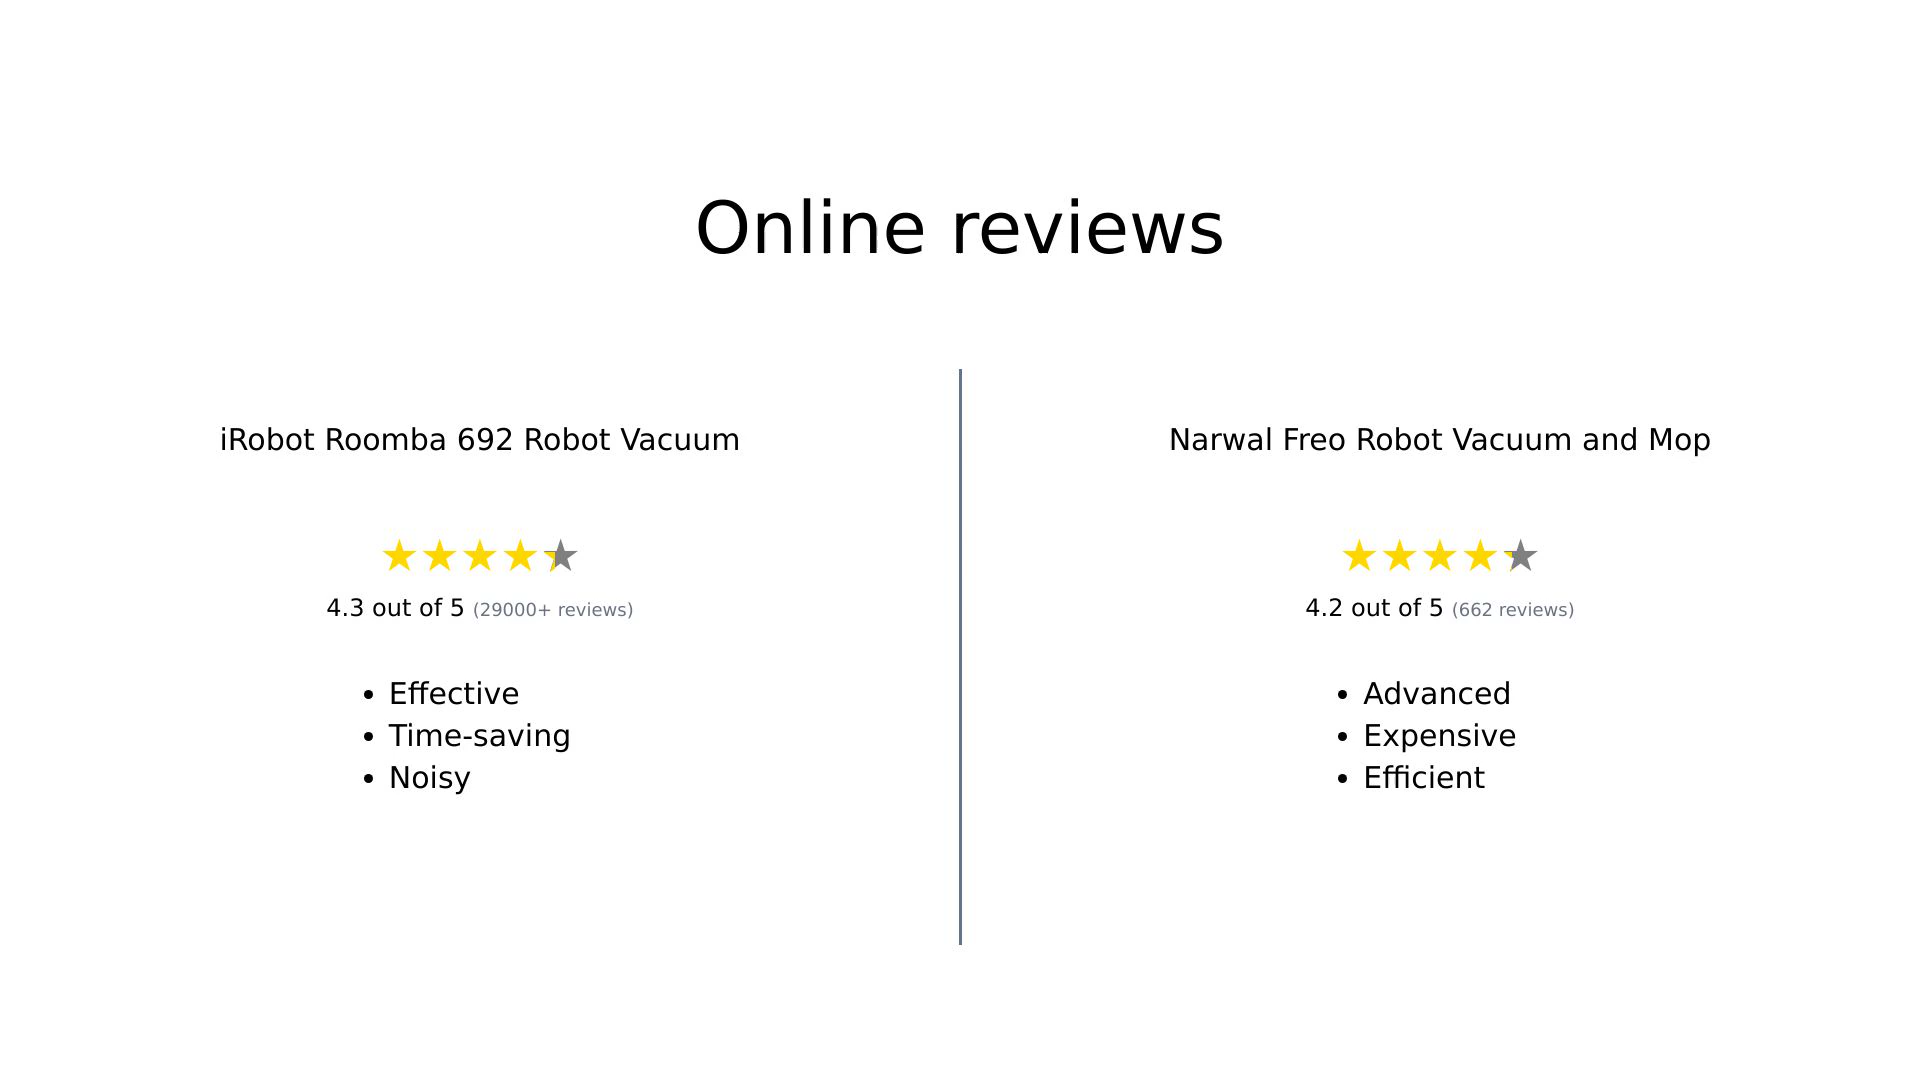 Online reviews
iRobot Roomba 692 Robot Vacuum
4.3 out of 5 (29000+ reviews)
• Effective
• Time-saving
• Noisy
Narwal Freo Robot Vacuum and Mop
4.2 out of 5 (662 reviews)
• Advanced
• Expensive
• Efficient